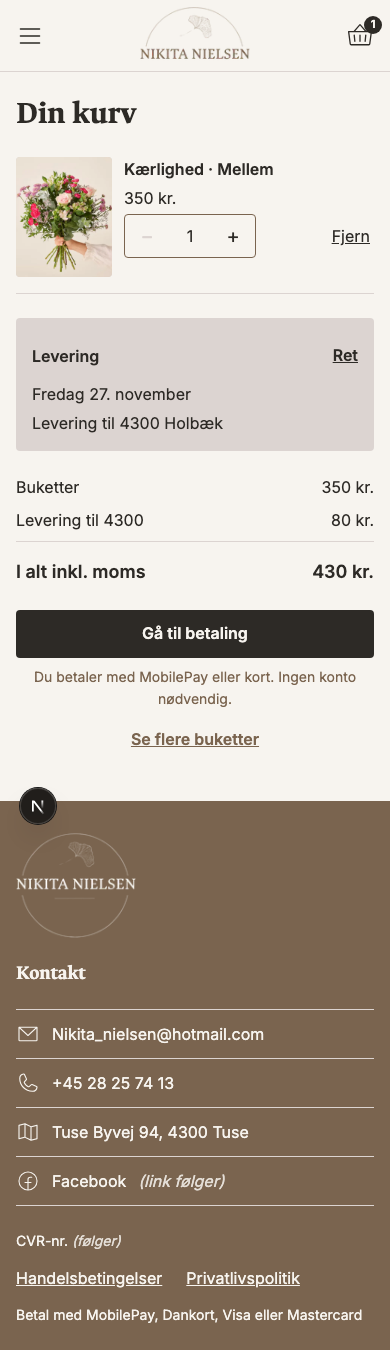 NIKITA NIELSEN
1
Din kurv
Kærlighed · Mellem
350 kr.
− 1 +
Fjern
Levering
Ret
Fredag 27. november
Levering til 4300 Holbæk
Buketter 350 kr.
Levering til 4300 80 kr.
I alt inkl. moms 430 kr.
Gå til betaling
Du betaler med MobilePay eller kort. Ingen konto
nødvendig.
Se flere buketter
N
NIKITA NIELSEN
Kontakt
Nikita_nielsen@hotmail.com
+45 28 25 74 13
Tuse Byvej 94, 4300 Tuse
Facebook (link følger)
CVR-nr. (følger)
Handelsbetingelser Privatlivspolitik
Betal med MobilePay, Dankort, Visa eller Mastercard